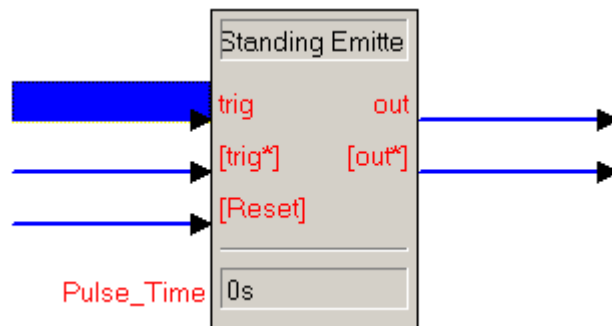 Standing Emitte
trig out
[trig*] [out*]
[Reset]
Pulse_Time 0s